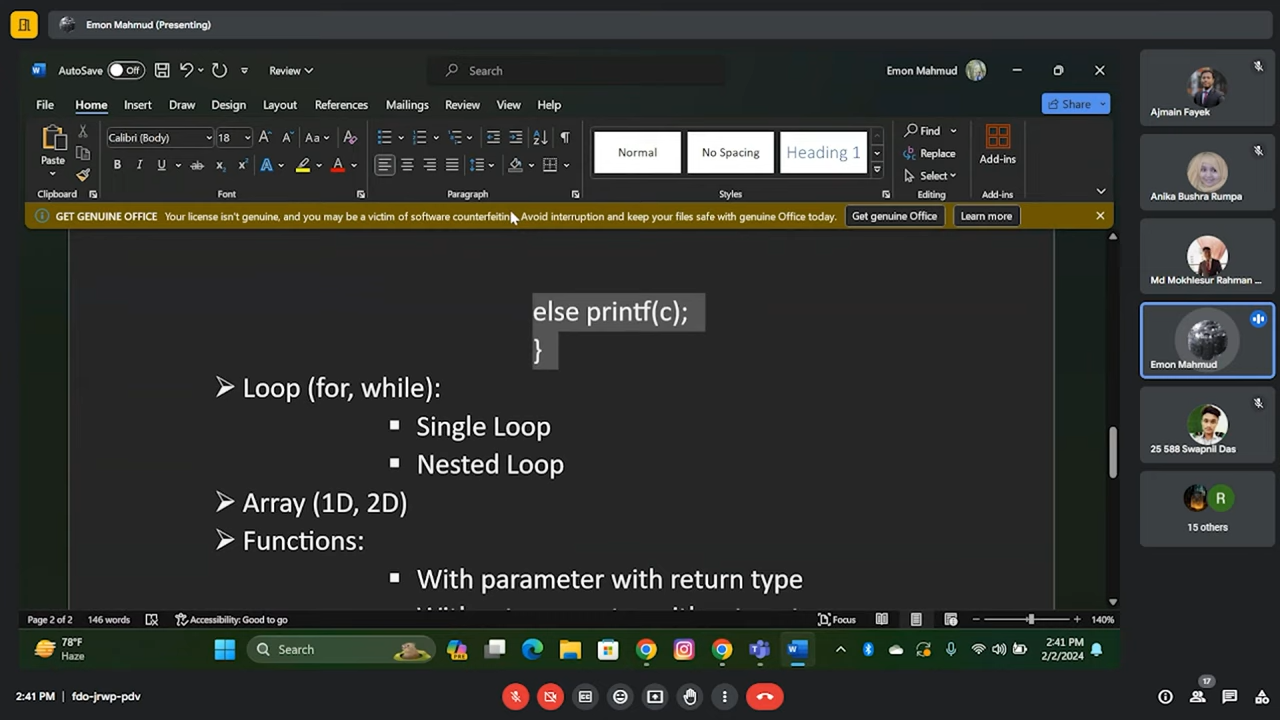 Emon Mahmud (Presenting)
AutoSave Off Review Search Emon Mahmud
File Home Insert Draw Design Layout References Mailings Review View Help Share
Paste Calibri (Body) 18 Aa Normal No Spacing Heading 1 Find Replace Select Add-ins
Clipboard Font Paragraph Styles Editing Add-ins
GET GENUINE OFFICE Your license isn't genuine, and you may be a victim of software counterfeiting. Avoid interruption and keep your files safe with genuine Office today. Get genuine Office Learn more
else printf(c);
}
Loop (for, while):
Single Loop
Nested Loop
Array (1D, 2D)
Functions:
With parameter with return type
Page 2 of 2 146 words Accessibility: Good to go Focus 140%
78°F
Haze
Search
2:41 PM
2/2/2024
2:41 PM | fdo-jrwp-pdv
17
Ajmain Fayek
Anika Bushra Rumpa
Md Mokhlesur Rahman ...
Emon Mahmud
25 588 Swapnil Das
R
15 others